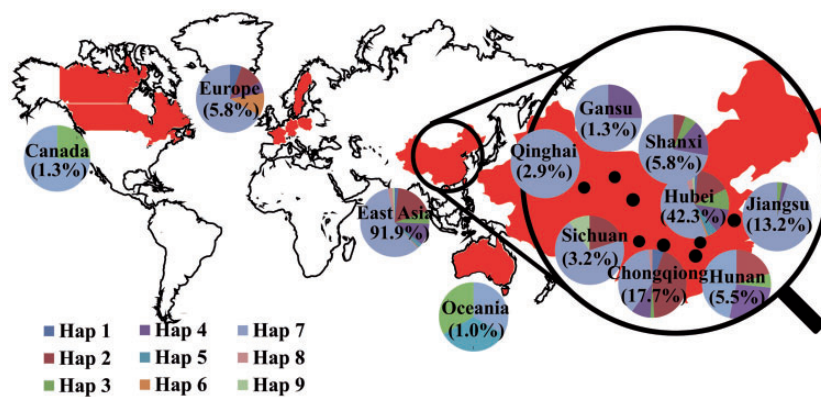 Europe
(5.8%)
Canada
(1.3%)
East Asia
91.9%)
Oceania
(1.0%)
Gansu
(1.3%)
Qinghai
(2.9%)
Shanxi
(5.8%)
Hubei
(42.3%)
Jiangsu
(13.2%)
Sichuan
(3.2%)
Chongqiong
(17.7%)
Hunan
(5.5%)
Hap 1
Hap 2
Hap 3
Hap 4
Hap 5
Hap 6
Hap 7
Hap 8
Hap 9